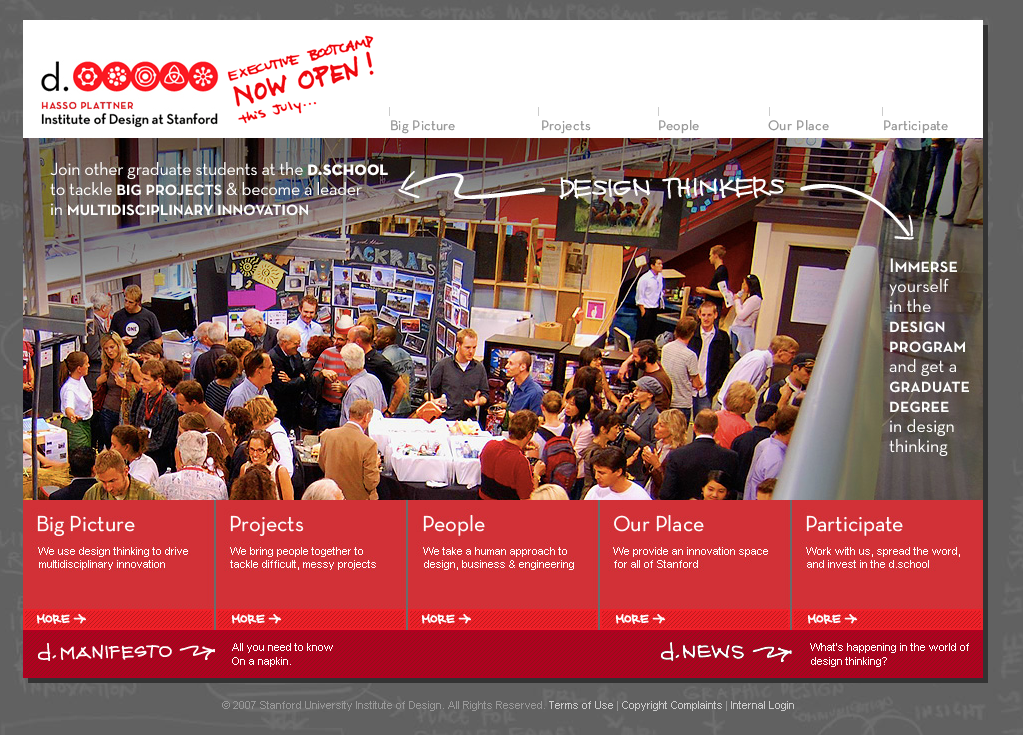 d.
HASSO PLATTNER
Institute of Design at Stanford
EXECUTIVE BOOTCAMP
NOW OPEN!
this July...
Big Picture
Projects
People
Our Place
Participate
Join other graduate students at the D.SCHOOL
to tackle BIG PROJECTS & become a leader
in MULTIDISCIPLINARY INNOVATION
DESIGN THINKERS
IMMERSE
yourself
in the
DESIGN
PROGRAM
and get a
GRADUATE
DEGREE
in design
thinking
ONE
Big Picture
We use design thinking to drive
multidisciplinary innovation
MORE →
Projects
We bring people together to
tackle difficult, messy projects
MORE →
People
We take a human approach to
design, business & engineering
MORE →
Our Place
We provide an innovation space
for all of Stanford
MORE →
Participate
Work with us, spread the word,
and invest in the d.school
MORE →
d.MANIFESTO
All you need to know
On a napkin.
d.NEWS
What's happening in the world of
design thinking?
© 2007 Stanford University Institute of Design. All Rights Reserved. Terms of Use | Copyright Complaints | Internal Login